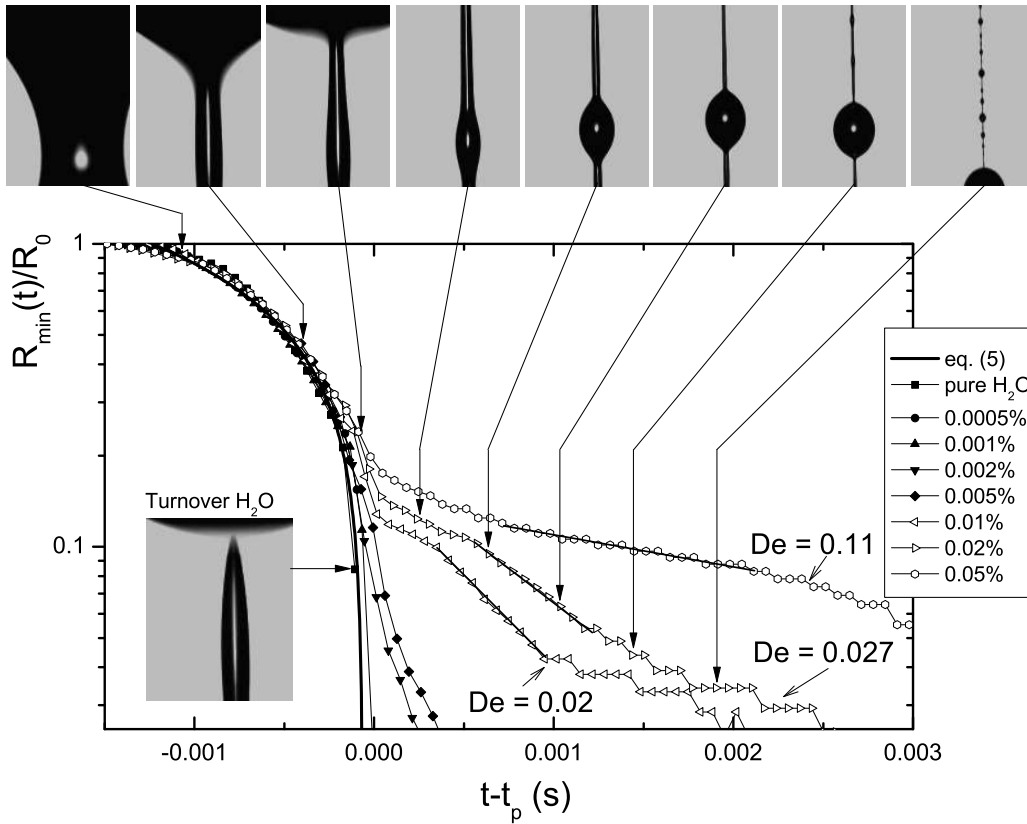 R_min(t)/R_0
1
0.1
-0.001
0.000
0.001
0.002
0.003
t-t_p (s)
Turnover H_2O
De = 0.11
De = 0.027
De = 0.02
eq. (5)
pure H_2O
0.0005%
0.001%
0.002%
0.005%
0.01%
0.02%
0.05%